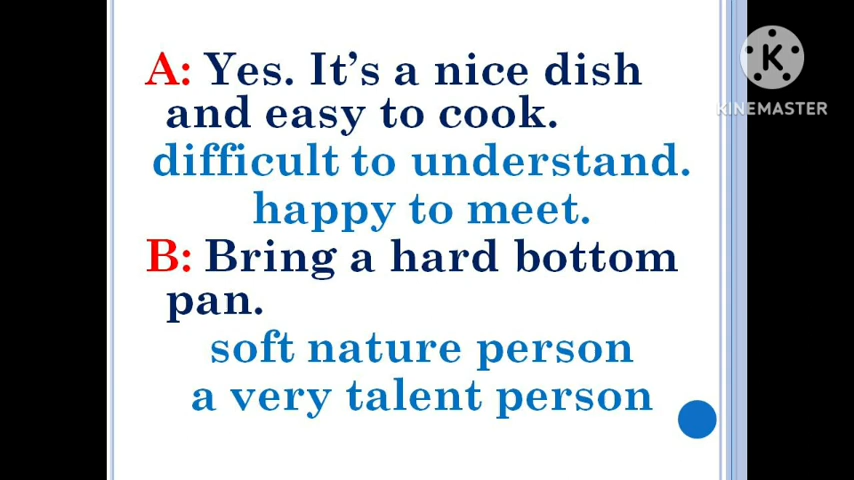 A: Yes. It's a nice dish
and easy to cook.
difficult to understand.
happy to meet.
B: Bring a hard bottom
pan.
soft nature person
a very talent person
K
KINEMASTER